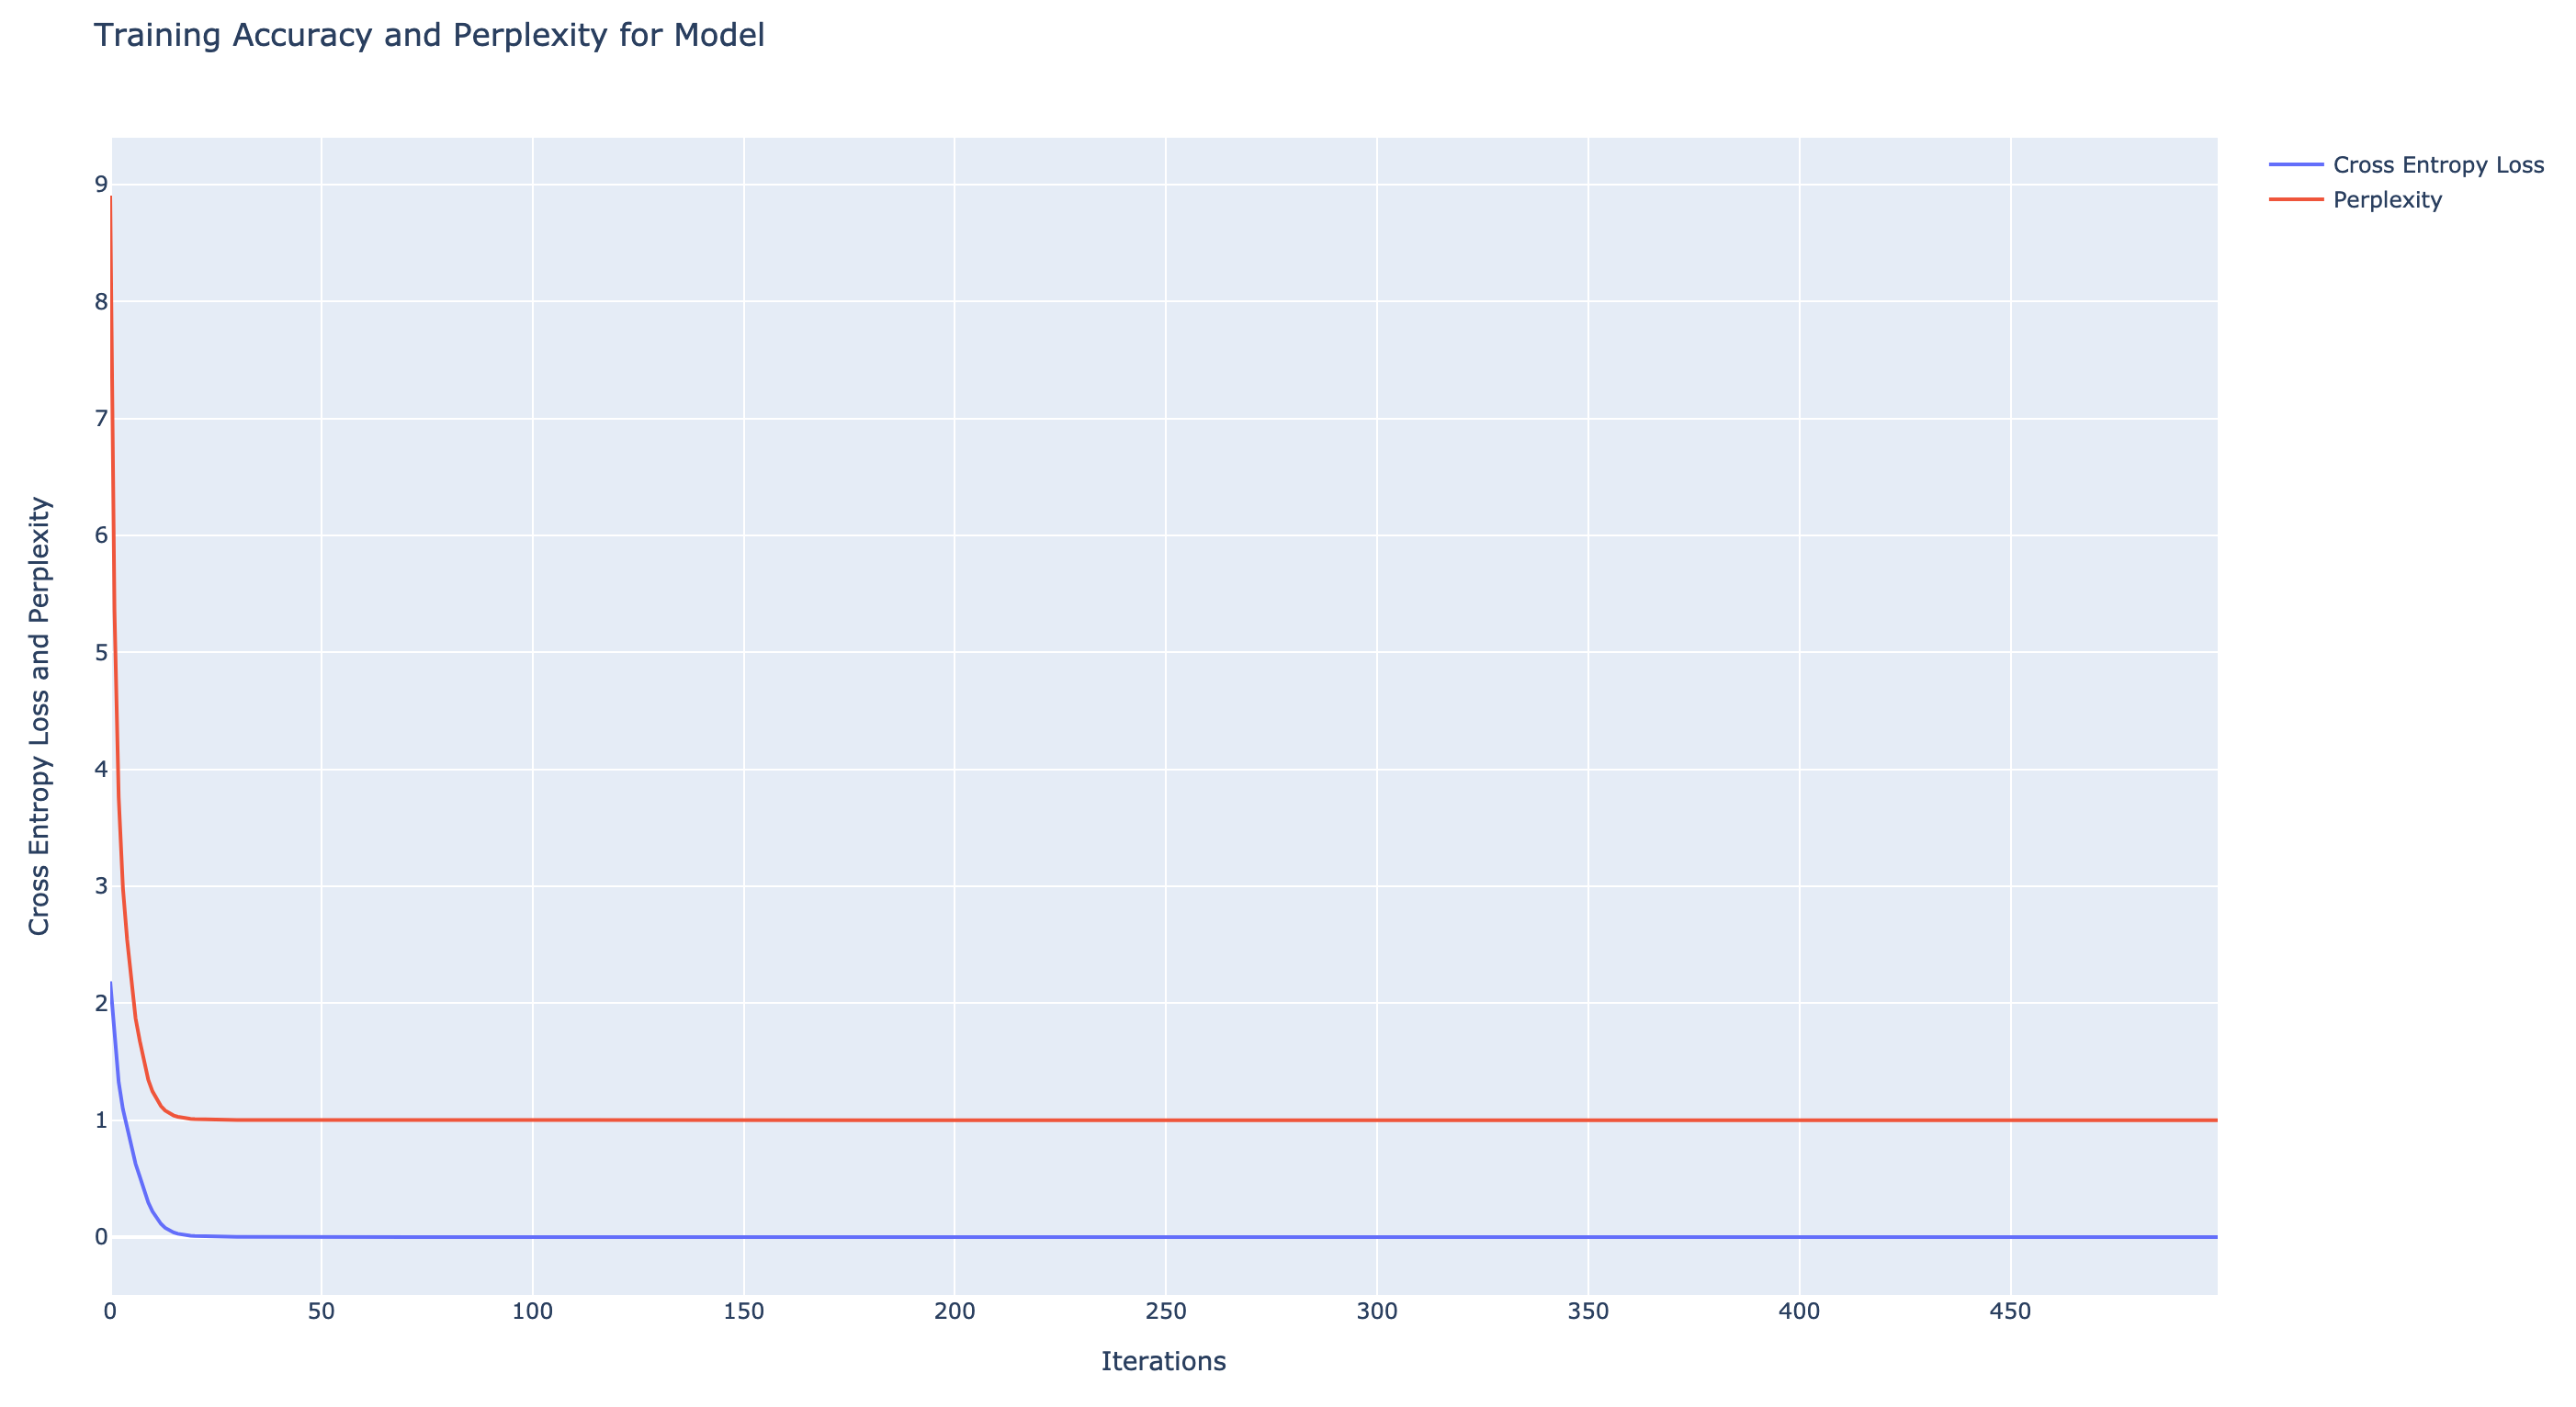 Training Accuracy and Perplexity for Model
Cross Entropy Loss
Perplexity
Cross Entropy Loss and Perplexity
9
8
7
6
5
4
3
2
1
0
0 50 100 150 200 250 300 350 400 450
Iterations